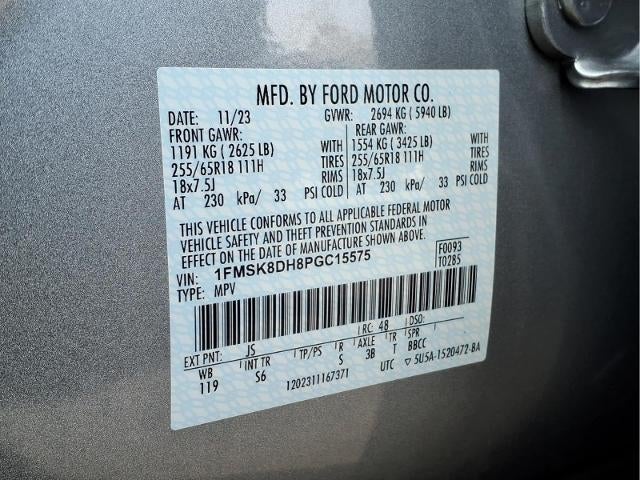 MFD. BY FORD MOTOR CO.
DATE: 11/23 GVWR: 2694 KG ( 5940 LB)
FRONT GAWR: REAR GAWR:
1191 KG ( 2625 LB) WITH 1554 KG ( 3425 LB) WITH
255/65R18 111H TIRES 255/65R18 111H TIRES
18x7.5J RIMS 18x7.5J RIMS
AT 230 kPa/ 33 PSI COLD AT 230 kPa/ 33 PSI COLD
THIS VEHICLE CONFORMS TO ALL APPLICABLE FEDERAL MOTOR
VEHICLE SAFETY AND THEFT PREVENTION STANDARDS IN
EFFECT ON THE DATE OF MANUFACTURE SHOWN ABOVE.
VIN: 1FMSK8DH8PGC15575 F0093
TYPE: MPV T0285
EXT PNT: JS RC: 48 DSO:
WB INT TR TP/PS R AXLE TR SPR
119 S6 S 3B T BBCC
1202311167371 UTC ▽ 5U5A-1520472-BA